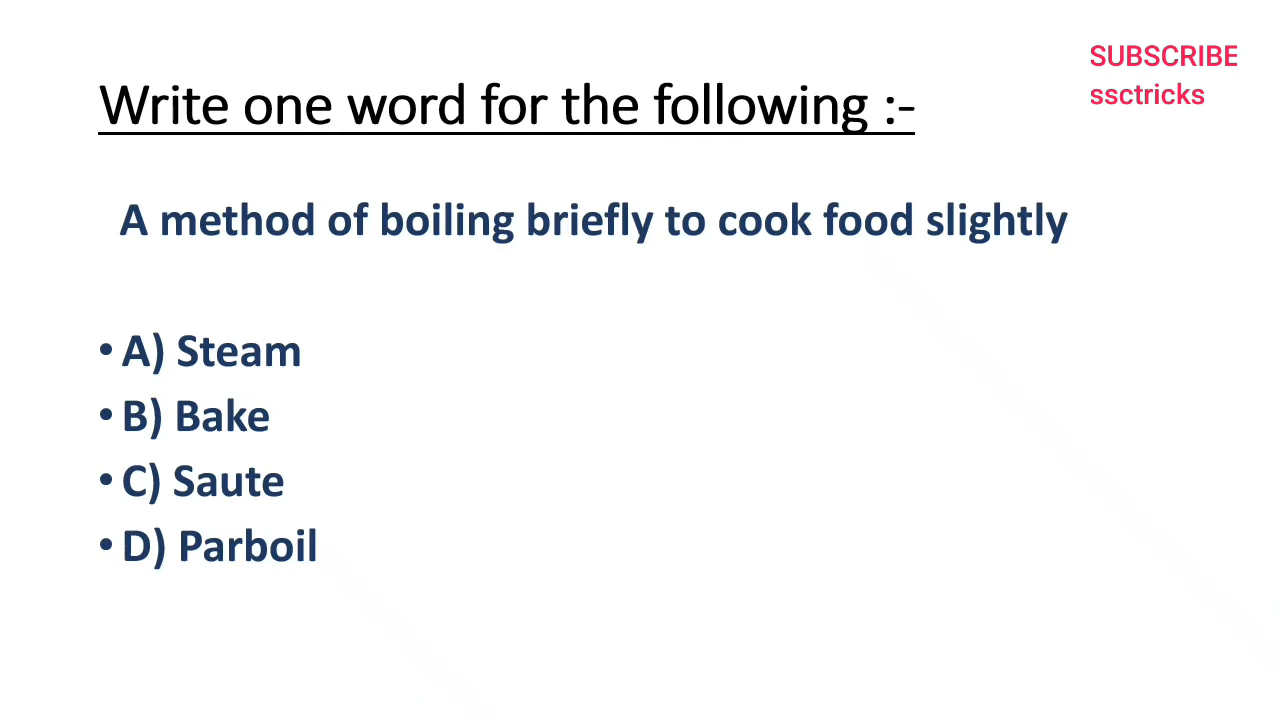 SUBSCRIBE
ssctricks
Write one word for the following :-
A method of boiling briefly to cook food slightly
• A) Steam
• B) Bake
• C) Saute
• D) Parboil